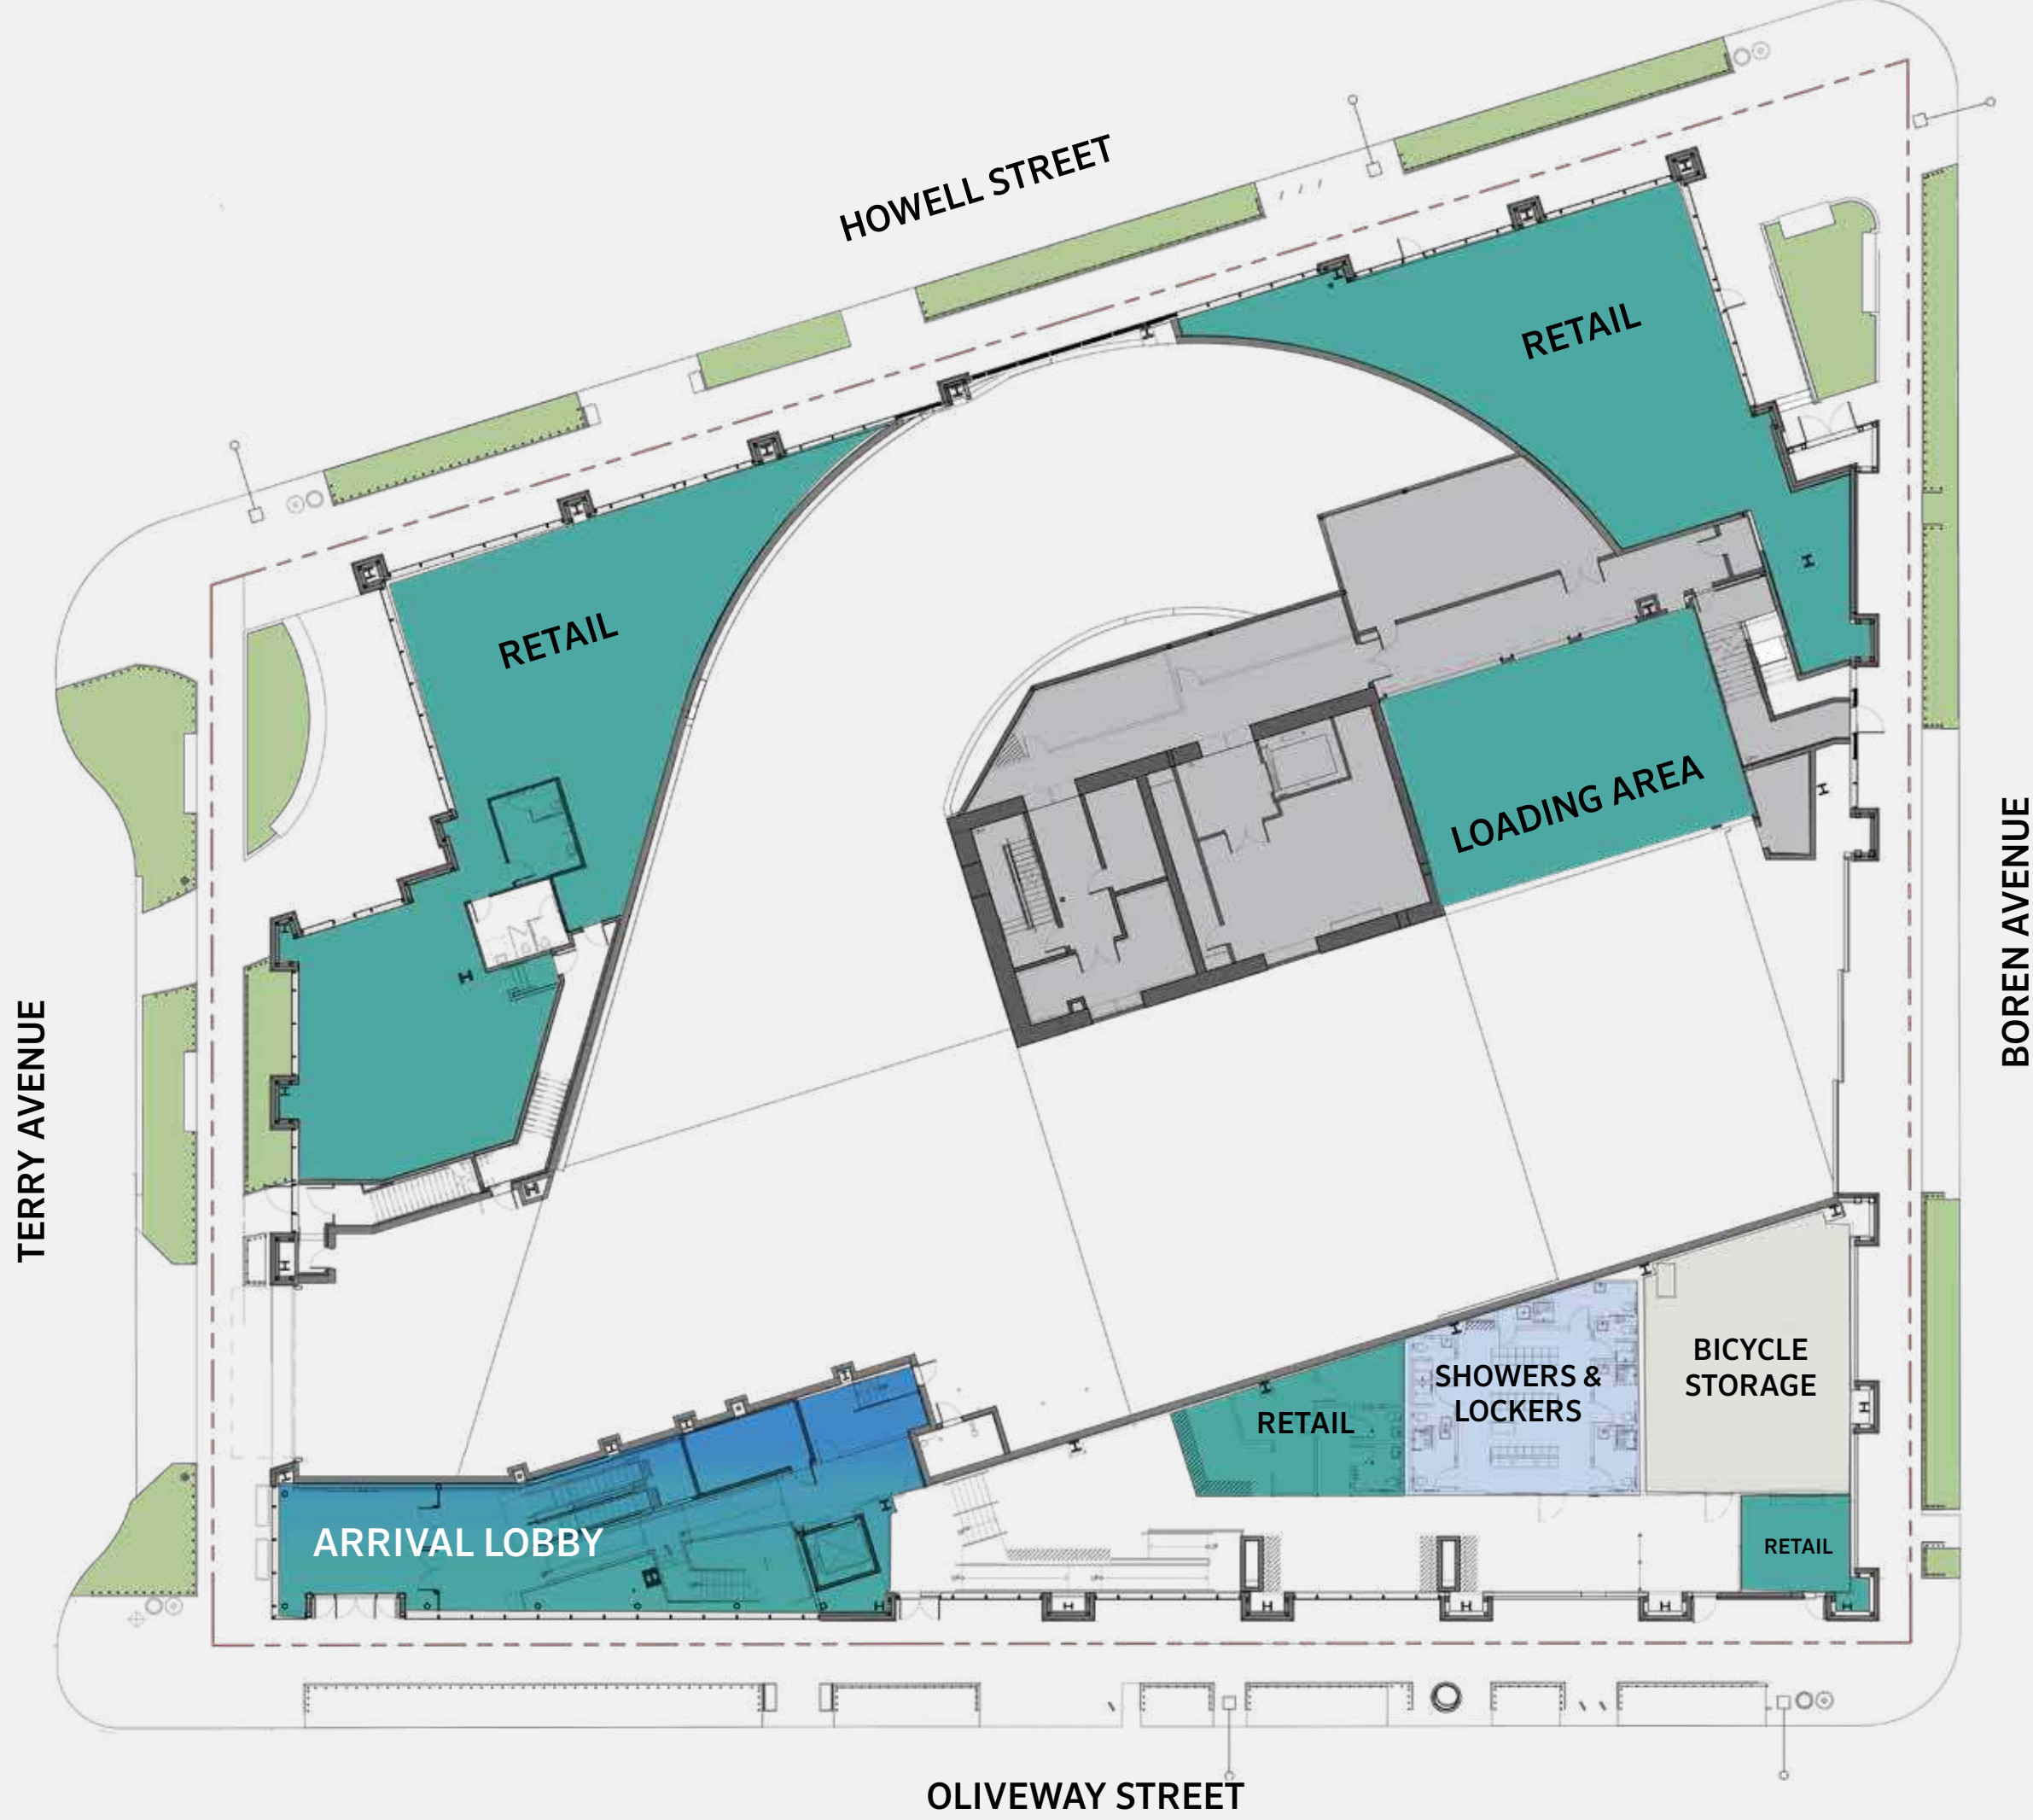 HOWELL STREET
RETAIL
RETAIL
LOADING AREA
BOREN AVENUE
TERRY AVENUE
BICYCLE
STORAGE
SHOWERS &
LOCKERS
RETAIL
ARRIVAL LOBBY
RETAIL
OLIVEWAY STREET